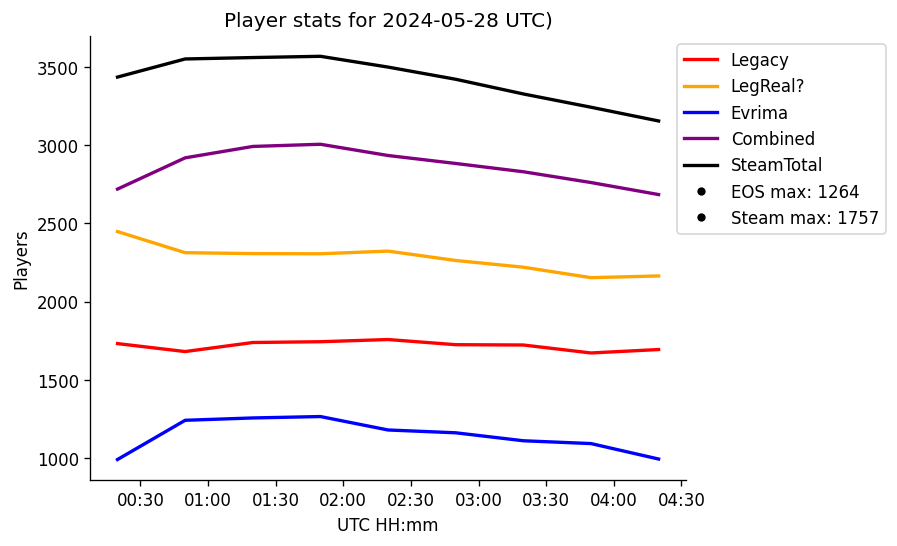 Player stats for 2024-05-28 UTC)
Legacy
LegReal?
Evrima
Combined
SteamTotal
EOS max: 1264
Steam max: 1757
3500
3000
2500
2000
1500
1000
Players
00:30 01:00 01:30 02:00 02:30 03:00 03:30 04:00 04:30
UTC HH:mm